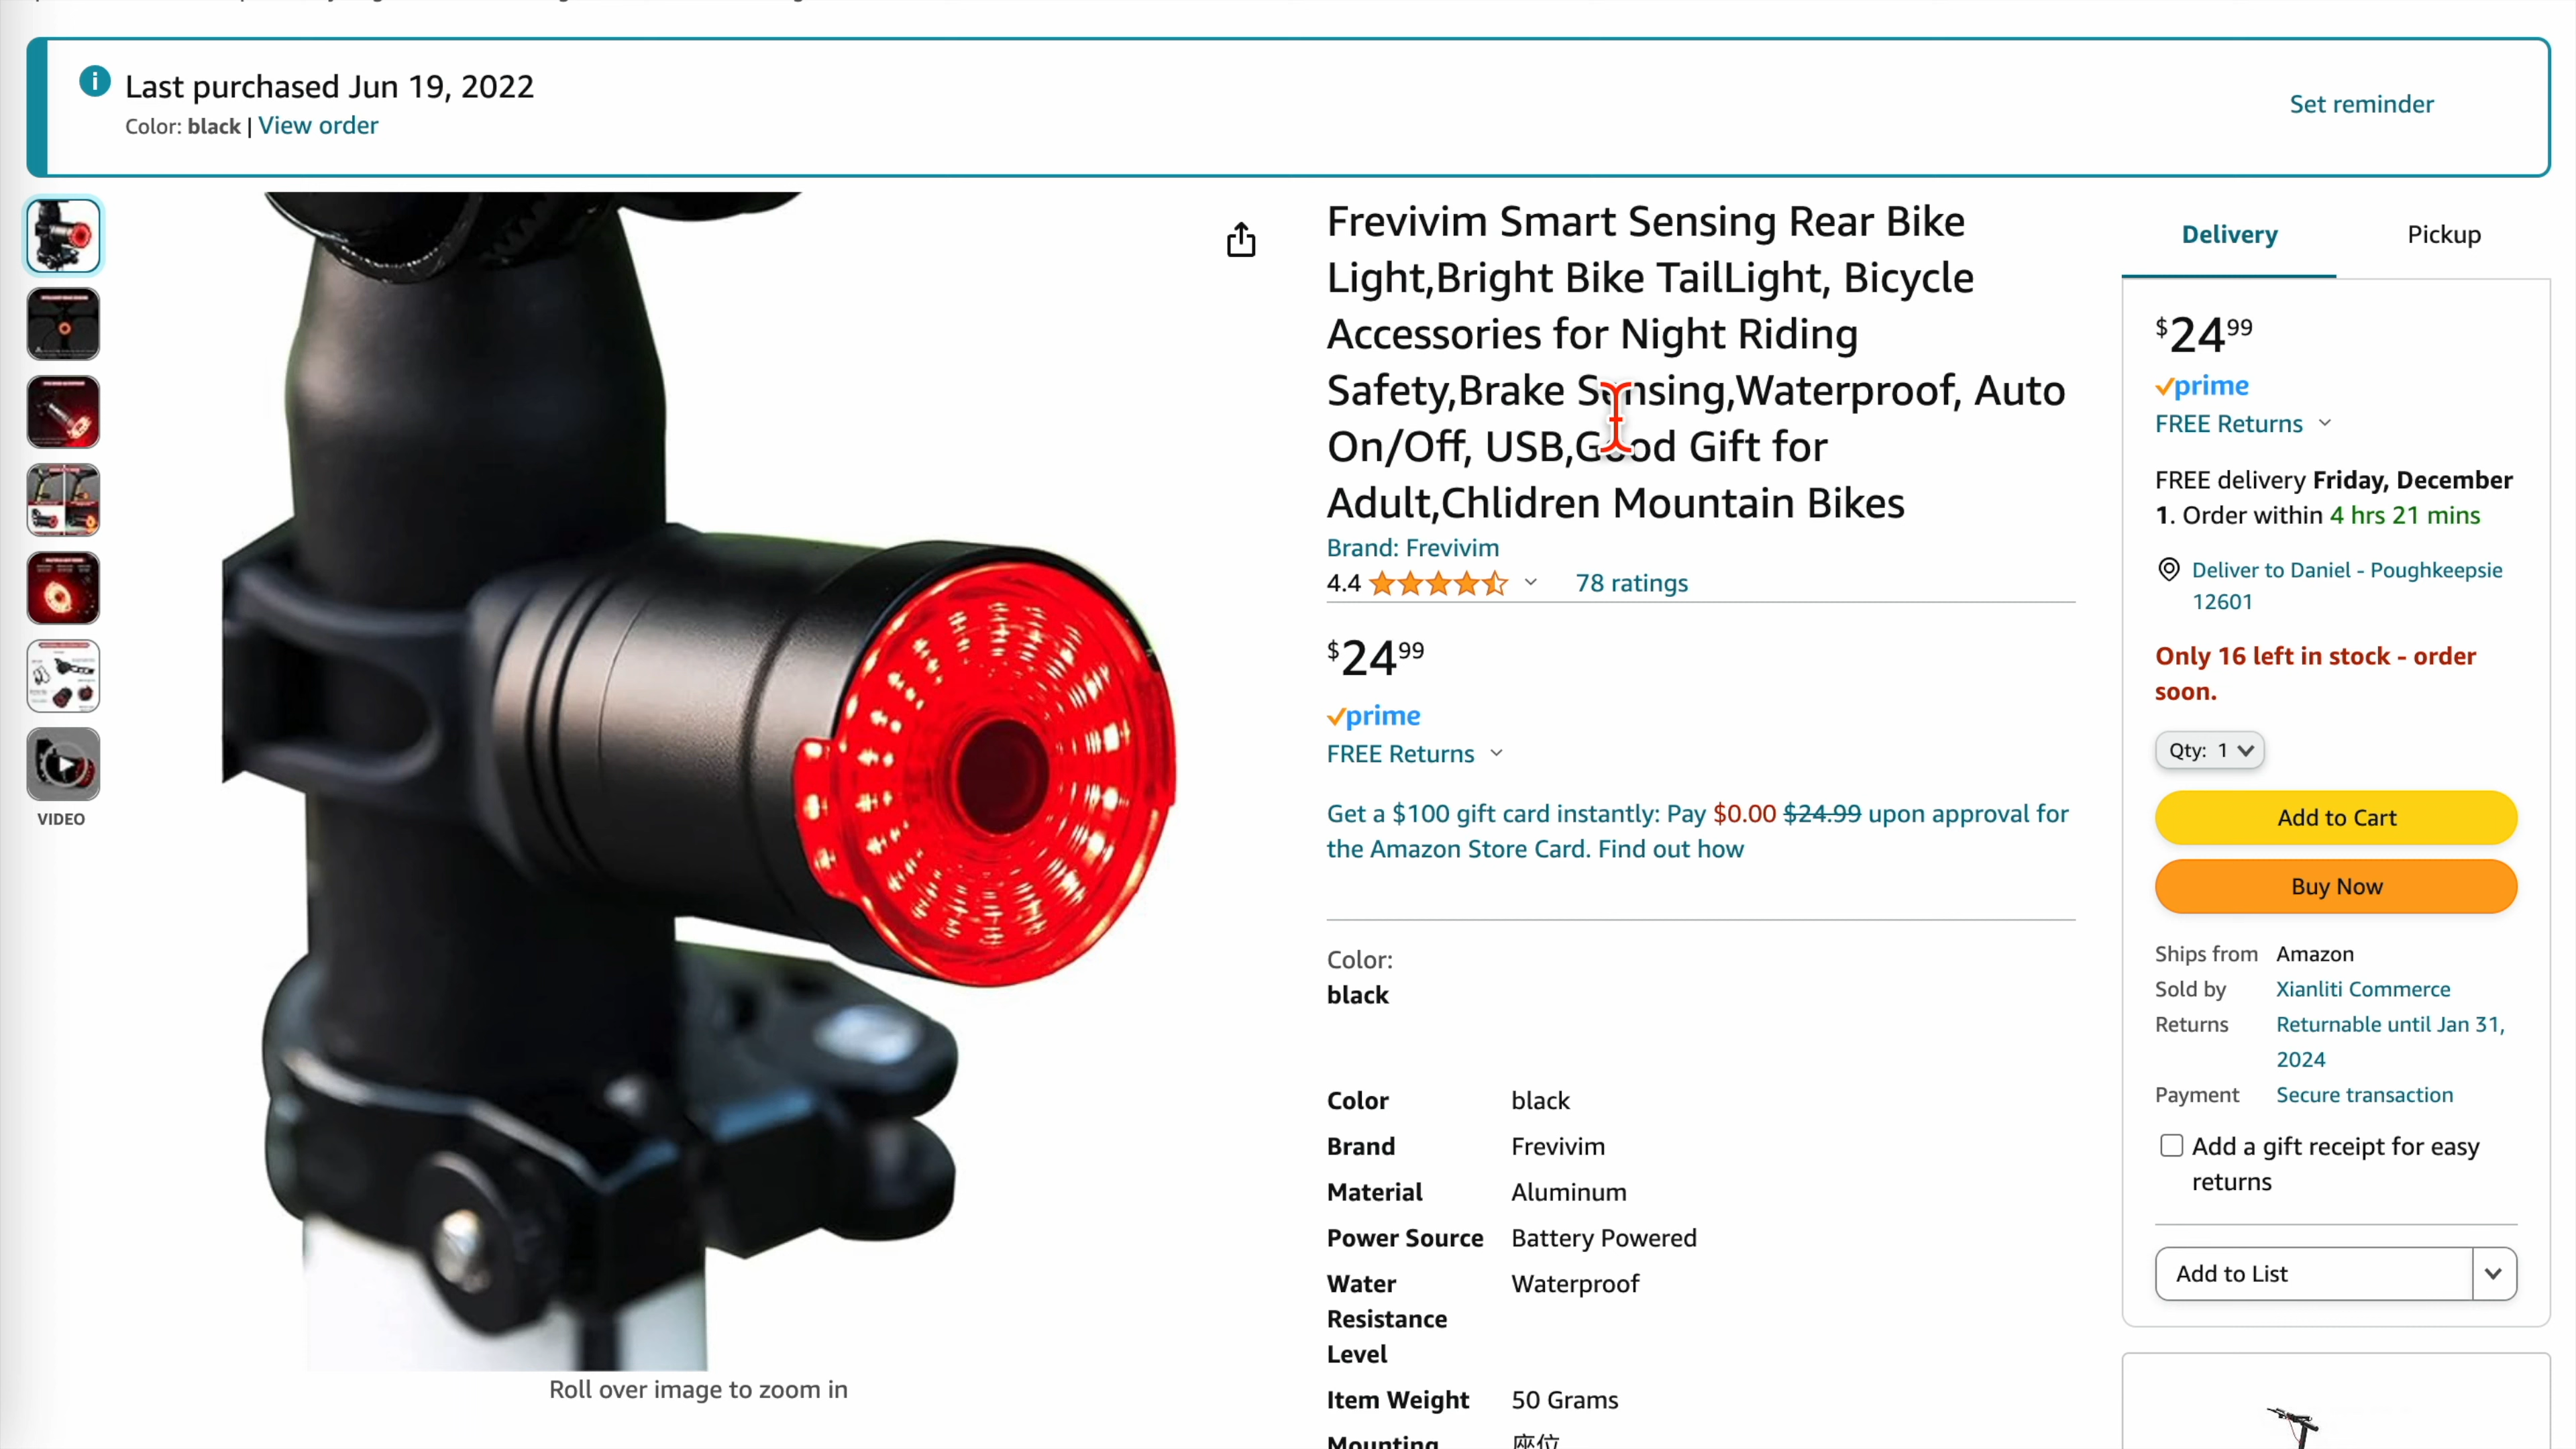 Last purchased Jun 19, 2022
Color: black | View order
Set reminder
VIDEO
Roll over image to zoom in
Frevivim Smart Sensing Rear Bike
Light,Bright Bike TailLight, Bicycle
Accessories for Night Riding
Safety,Brake Sensing,Waterproof, Auto
On/Off, USB,Good Gift for
Adult,Chlidren Mountain Bikes
Brand: Frevivim
4.4 78 ratings
$24.99
prime
FREE Returns
Get a $100 gift card instantly: Pay $0.00 $24.99 upon approval for
the Amazon Store Card. Find out how
Color:
black
Color black
Brand Frevivim
Material Aluminum
Power Source Battery Powered
Water Waterproof
Resistance
Level
Item Weight 50 Grams
Mounting 座位
Delivery Pickup
$24.99
prime
FREE Returns
FREE delivery Friday, December
1. Order within 4 hrs 21 mins
Deliver to Daniel - Poughkeepsie
12601
Only 16 left in stock - order
soon.
Qty: 1
Add to Cart
Buy Now
Ships from Amazon
Sold by Xianliti Commerce
Returns Returnable until Jan 31,
2024
Payment Secure transaction
Add a gift receipt for easy
returns
Add to List